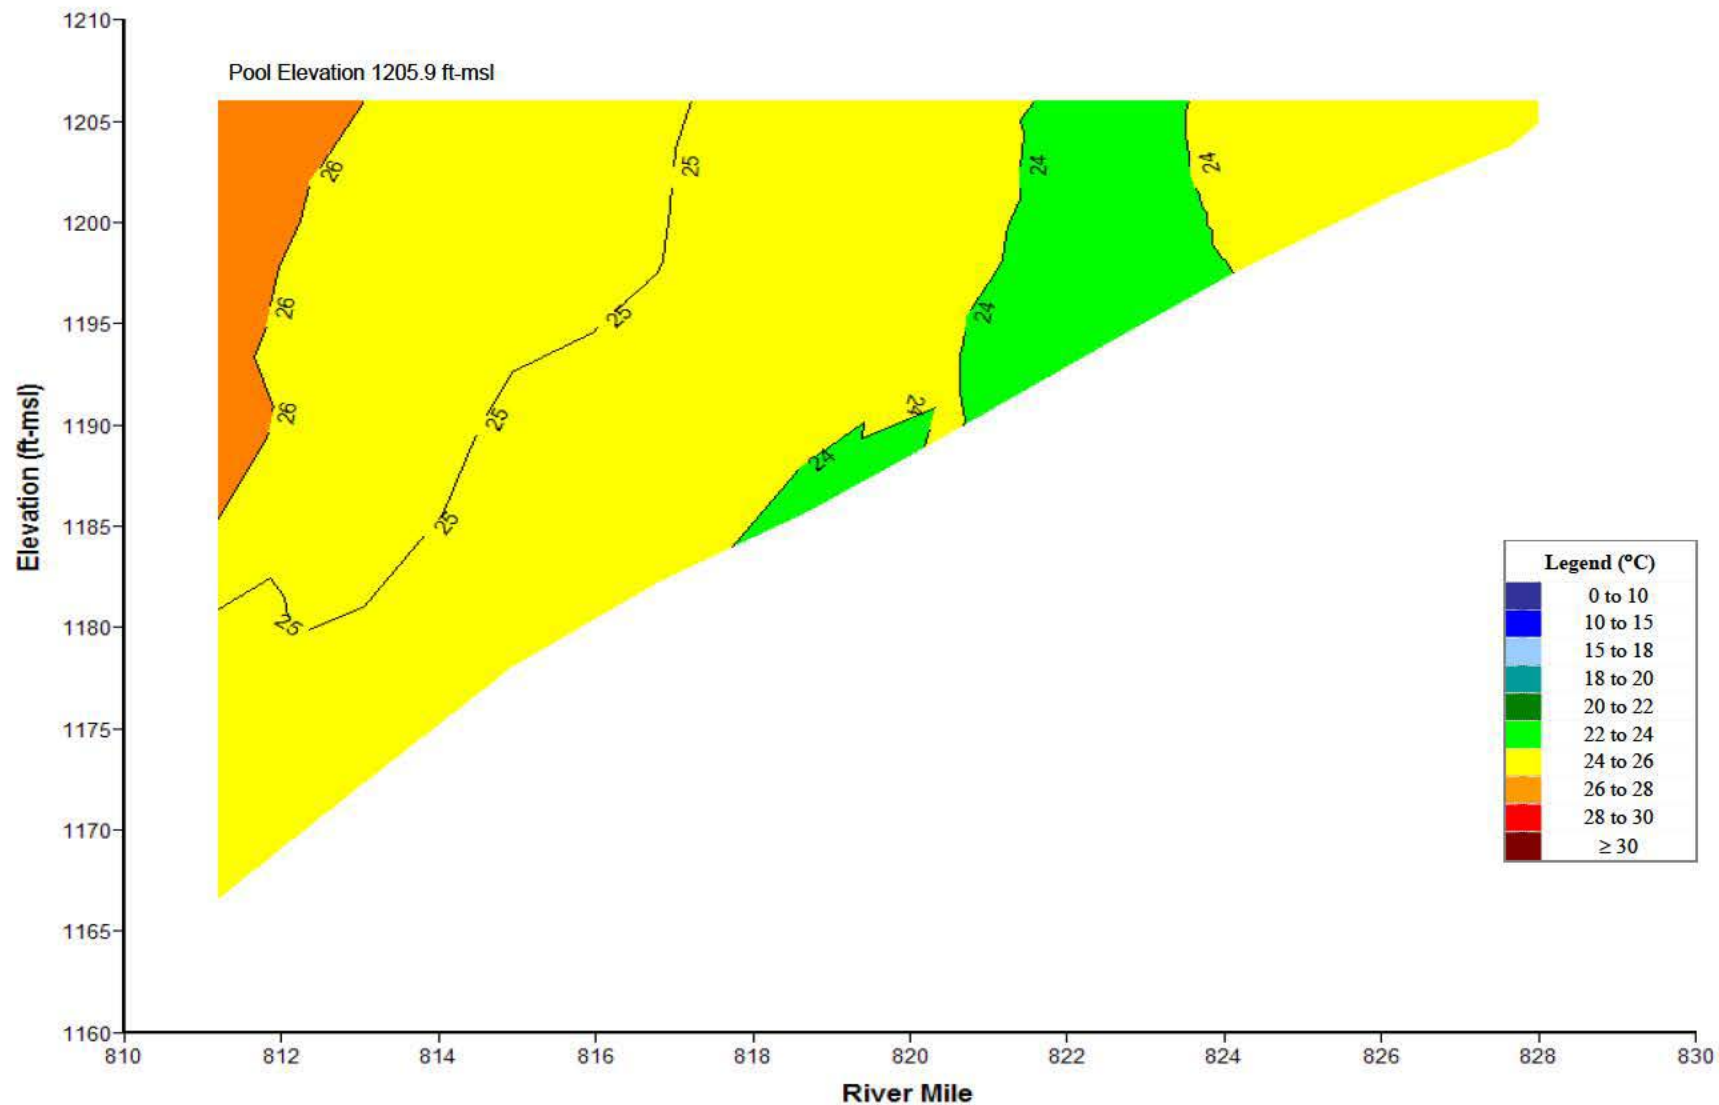 1210
Pool Elevation 1205.9 ft-msl
1205
1200
1195
1190
1185
1180
1175
1170
1165
1160
Elevation (ft-msl)
26
26
26
25
25
25
25
25
24
24
24
24
24
Legend (°C)
0 to 10
10 to 15
15 to 18
18 to 20
20 to 22
22 to 24
24 to 26
26 to 28
28 to 30
≥ 30
810 812 814 816 818 820 822 824 826 828 830
River Mile